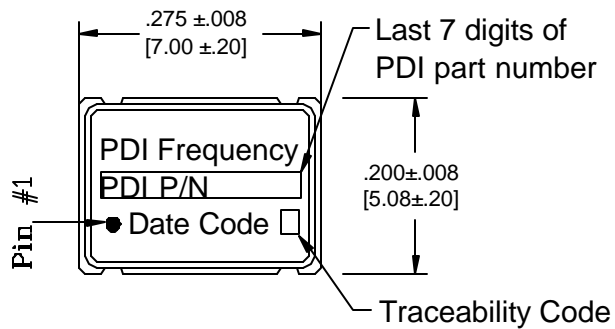 .275 ±.008
[7.00 ±.20]
Last 7 digits of
PDI part number
PDI Frequency
PDI P/N
Date Code
Pin #1
.200±.008
[5.08±.20]
Traceability Code